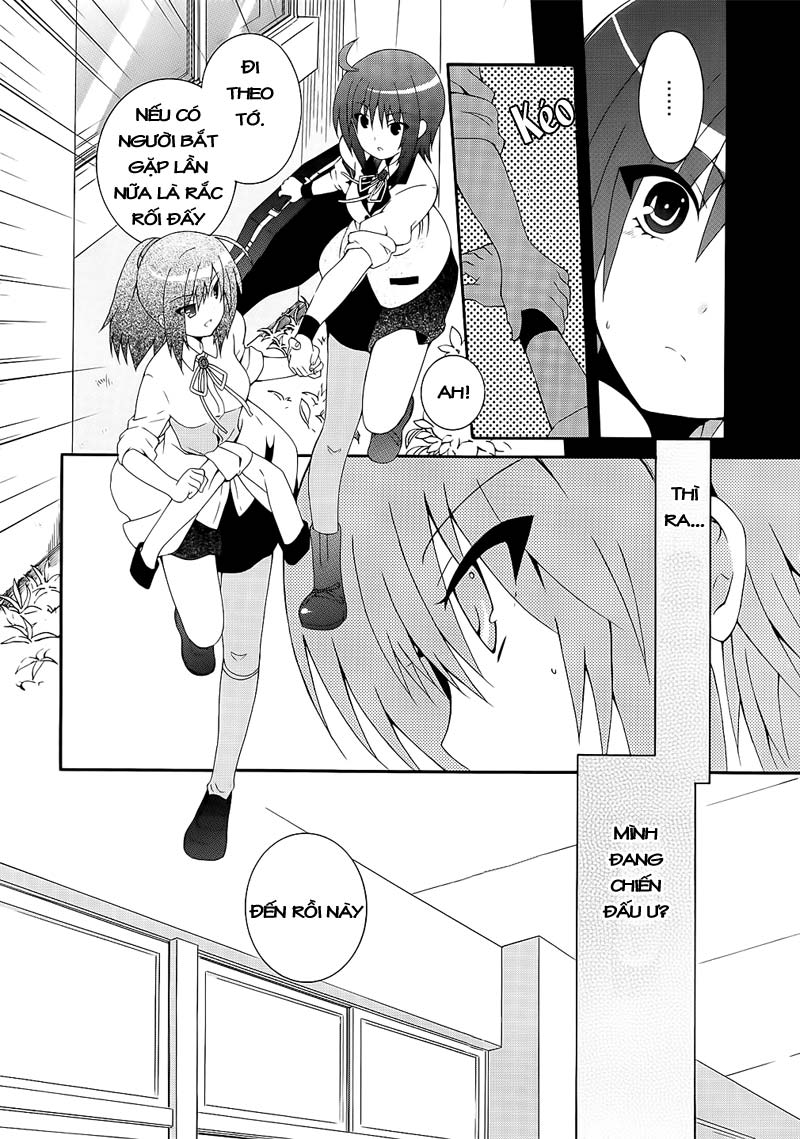 .......
Kéo
ĐI
THEO
TỚ.
NẾU CÓ
NGƯỜI BẮT
GẶP LẦN
NỮA LÀ RẮC
RỐI ĐẤY
AH!
THÌ
RA...
MÌNH
ĐANG
CHIẾN
ĐẤU Ư?
ĐẾN RỒI NÀY